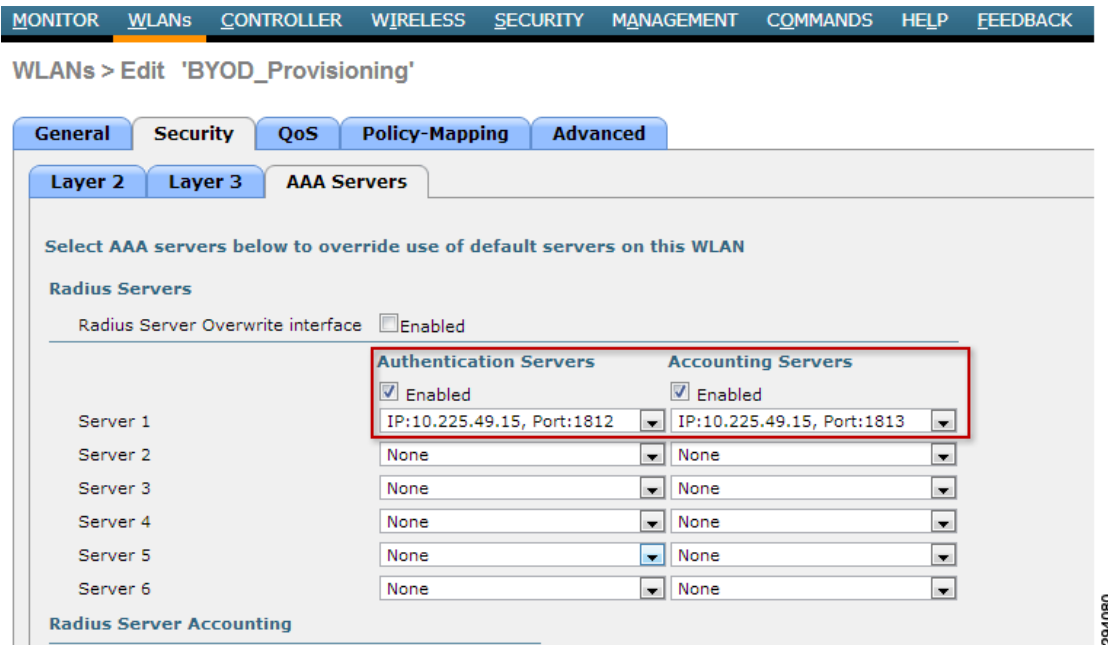 MONITOR WLANs CONTROLLER WIRELESS SECURITY MANAGEMENT COMMANDS HELP FEEDBACK
WLANs > Edit 'BYOD_Provisioning'
General Security QoS Policy-Mapping Advanced
Layer 2 Layer 3 AAA Servers
Select AAA servers below to override use of default servers on this WLAN
Radius Servers
Radius Server Overwrite interface Enabled
Authentication Servers Accounting Servers
Enabled Enabled
Server 1 IP:10.225.49.15, Port:1812 IP:10.225.49.15, Port:1813
Server 2 None None
Server 3 None None
Server 4 None None
Server 5 None None
Server 6 None None
Radius Server Accounting
294080